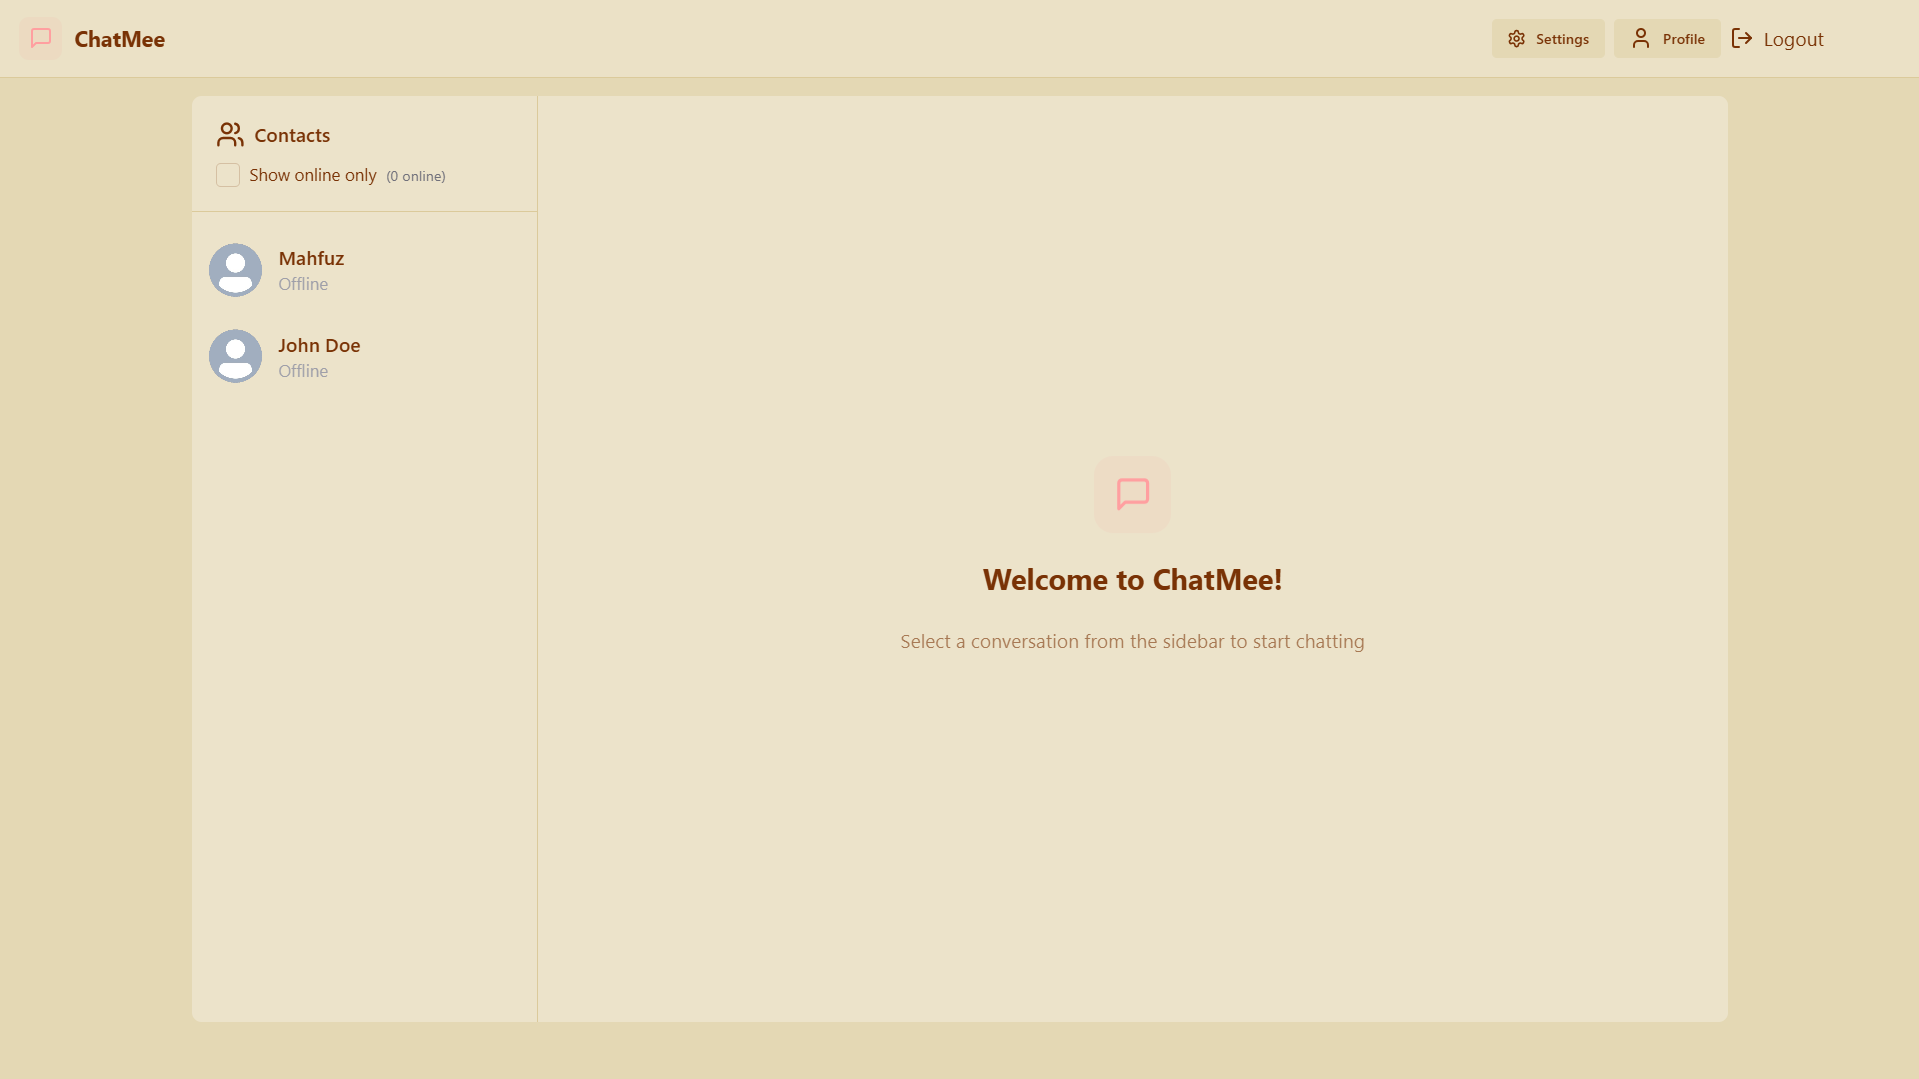 ChatMee
Settings
Profile
Logout
Contacts
Show online only (0 online)
Mahfuz
Offline
John Doe
Offline
Welcome to ChatMee!
Select a conversation from the sidebar to start chatting